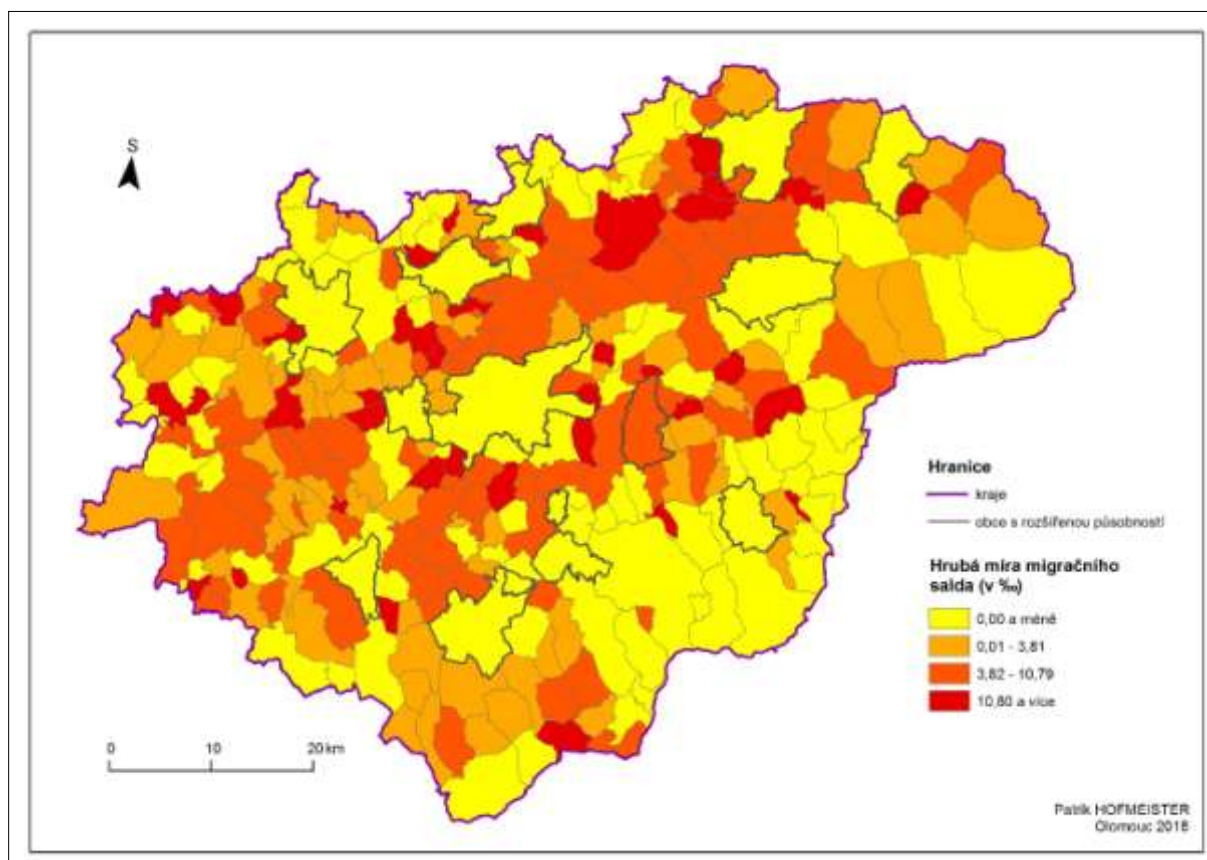 S
Hranice
kraje
obce s rozšířenou působností
Hrubá míra migračního
salda (v ‰)
0,00 a méně
0,01 - 3,81
3,82 - 10,79
10,80 a více
0 10 20 km
Patrik HOFMEISTER
Olomouc 2018